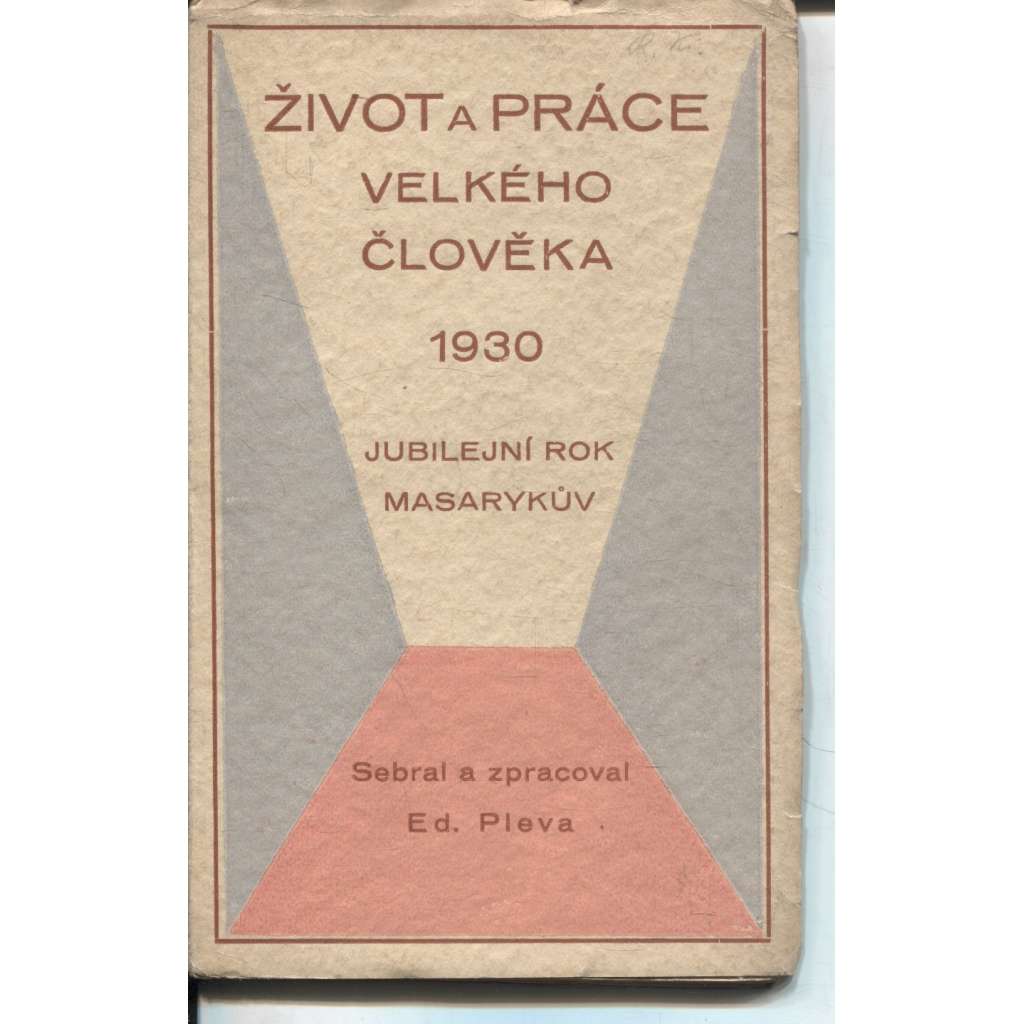 ŽIVOT A PRÁCE
VELKÉHO
ČLOVĚKA
1930
JUBILEJNÍ ROK
MASARYKŮV
Sebral a zpracoval
Ed. Pleva